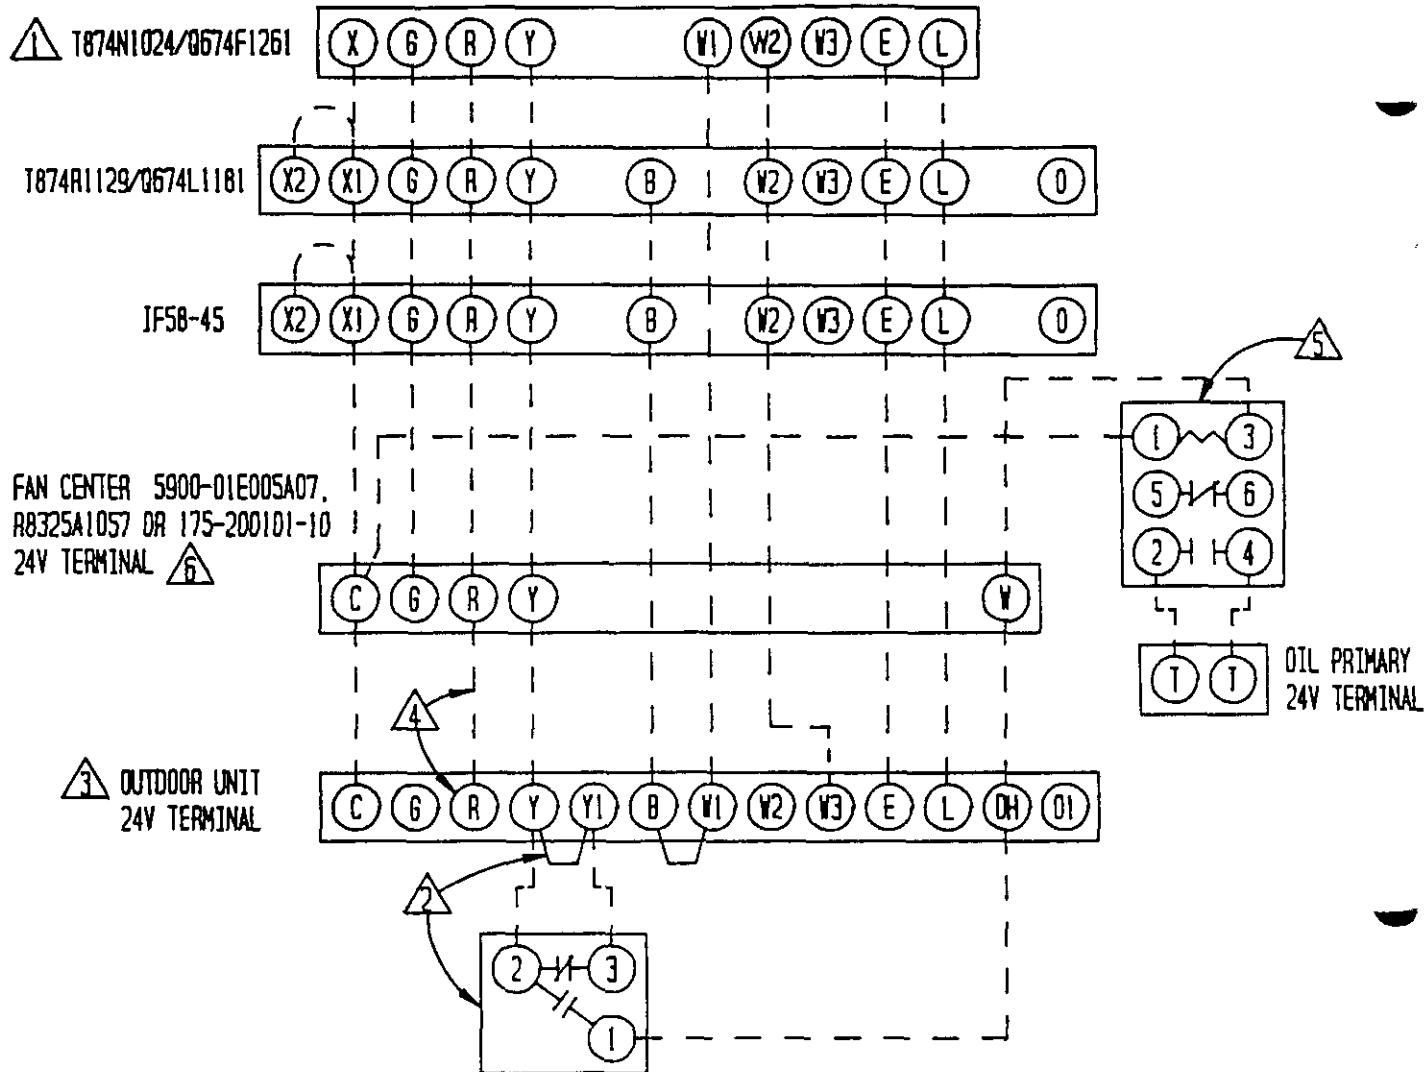 1 T874N1024/Q674F1261 X G R Y W1 W2 W3 E L
T874R1129/Q674L1181 X2 X1 G R Y B W2 W3 E L O
IF58-45 X2 X1 G R Y B W2 W3 E L O
5
1 3
5 6
2 4
FAN CENTER 5900-01E005A07,
R8325A1057 OR 175-200101-10
24V TERMINAL 6
C G R Y W
T T
OIL PRIMARY
24V TERMINAL
4
3 OUTDOOR UNIT
24V TERMINAL
C G R Y Y1 B W1 W2 W3 E L DH O1
2
2 3
1